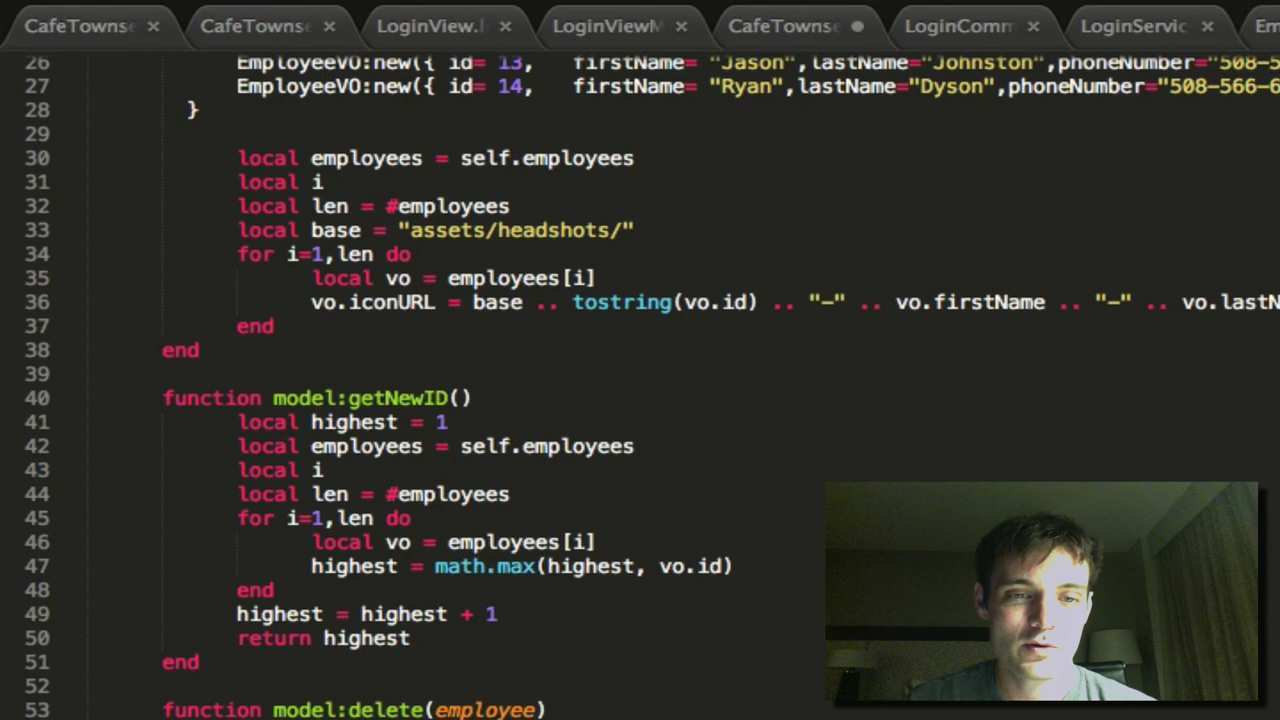 CafeTowns
CafeTownse
LoginView.
LoginViewM
CafeTownse
LoginComm
LoginServic
Em
26 EmployeeVO:new({ id= 13, firstName= "Jason",lastName="Johnston",phoneNumber="508-5
27 EmployeeVO:new({ id= 14, firstName= "Ryan",lastName="Dyson",phoneNumber="508-566-6
28 }
29
30 local employees = self.employees
31 local i
32 local len = #employees
33 local base = "assets/headshots/"
34 for i=1,len do
35 local vo = employees[i]
36 vo.iconURL = base .. tostring(vo.id) .. "-" .. vo.firstName .. "-" .. vo.lastN
37 end
38 end
39
40 function model:getNewID()
41 local highest = 1
42 local employees = self.employees
43 local i
44 local len = #employees
45 for i=1,len do
46 local vo = employees[i]
47 highest = math.max(highest, vo.id)
48 end
49 highest = highest + 1
50 return highest
51 end
52
53 function model:delete(employee)